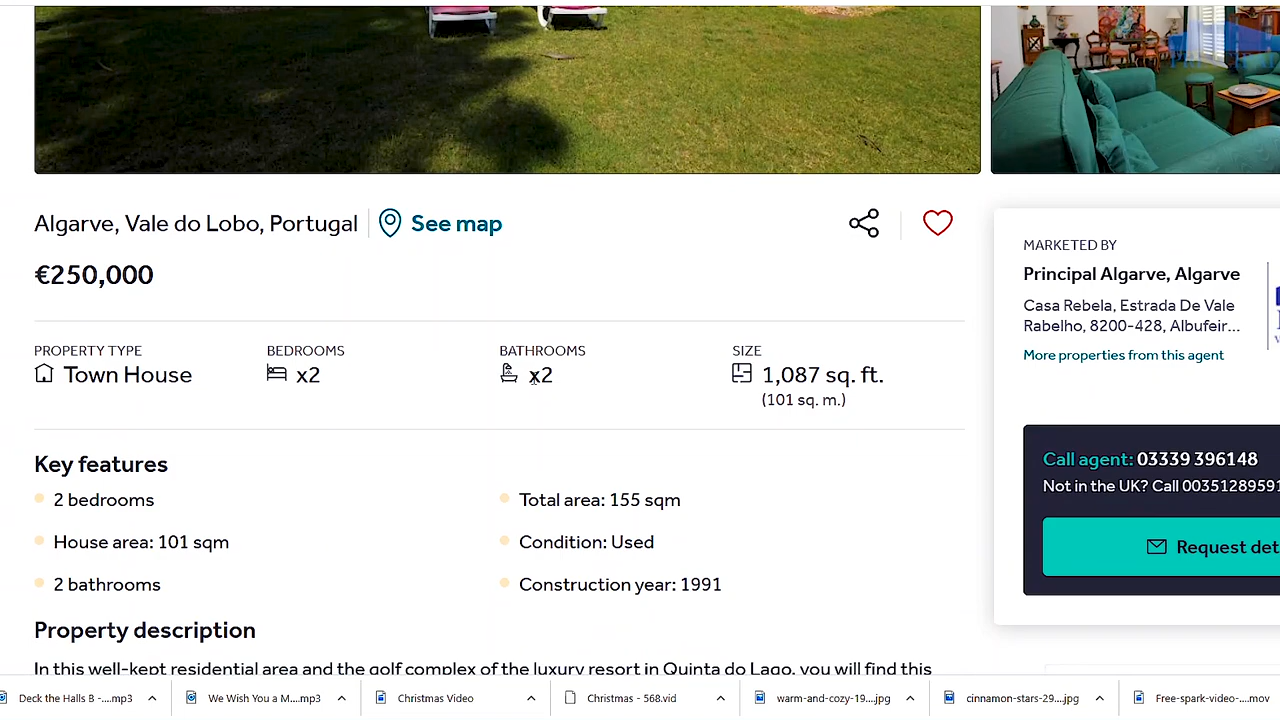 Algarve, Vale do Lobo, Portugal See map
€250,000
PROPERTY TYPE BEDROOMS BATHROOMS SIZE
Town House x2 x2 1,087 sq. ft.
(101 sq. m.)
Key features
2 bedrooms Total area: 155 sqm
House area: 101 sqm Condition: Used
2 bathrooms Construction year: 1991
Property description
In this well-kept residential area and the golf complex of the luxury resort in Quinta do Lago, you will find this
MARKETED BY
Principal Algarve, Algarve
Casa Rebela, Estrada De Vale
Rabelho, 8200-428, Albufeir...
More properties from this agent
Call agent: 03339 396148
Not in the UK? Call 00351289591
Request det
Deck the Halls B -....mp3 We Wish You a M....mp3 Christmas Video Christmas - 568.vid warm-and-cozy-19....jpg cinnamon-stars-29....jpg Free-spark-video-....mov